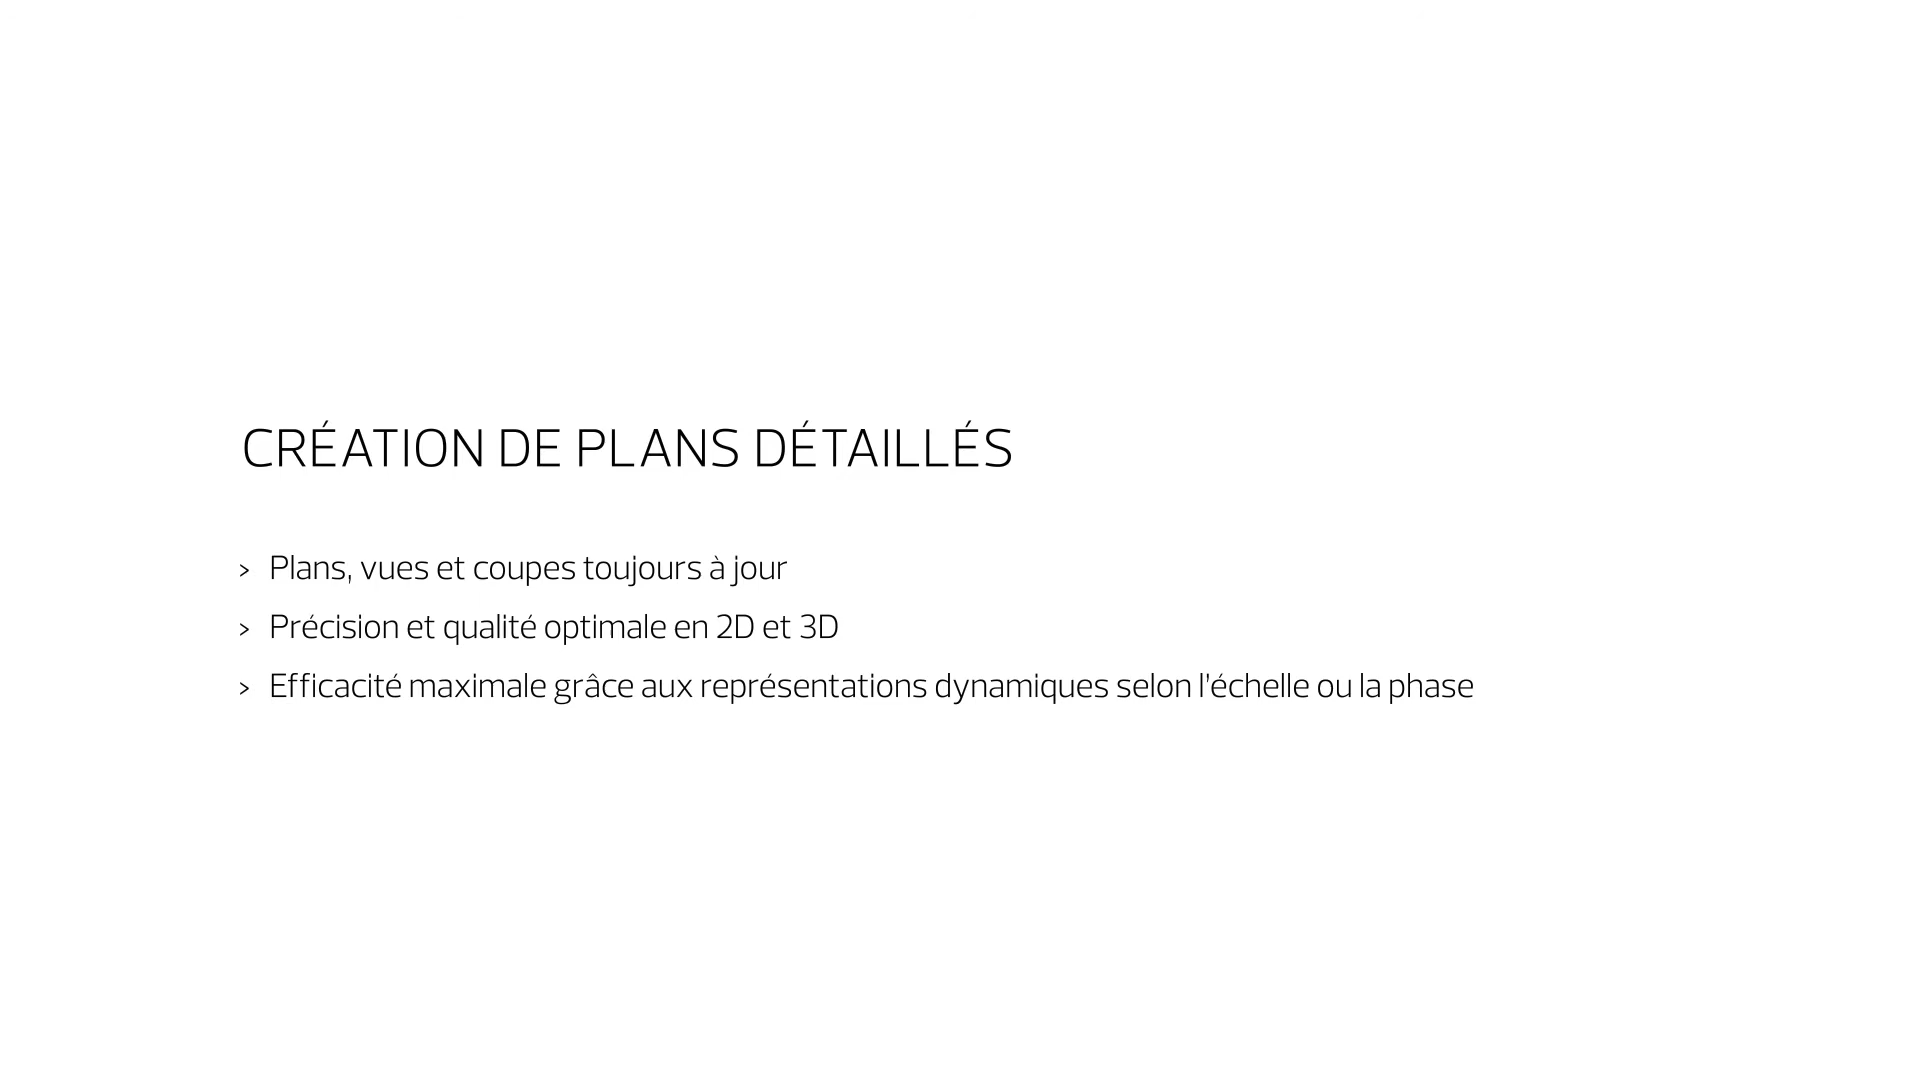 CRÉATION DE PLANS DÉTAILLÉS
> Plans, vues et coupes toujours à jour
> Précision et qualité optimale en 2D et 3D
> Efficacité maximale grâce aux représentations dynamiques selon l'échelle ou la phase